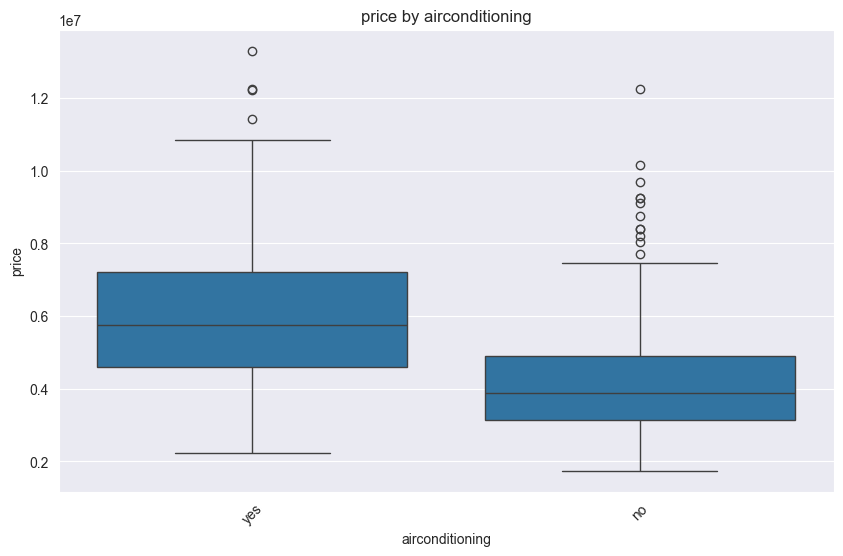 price by airconditioning
1e7
1.2
1.0
0.8
0.6
0.4
0.2
price
yes
no
airconditioning